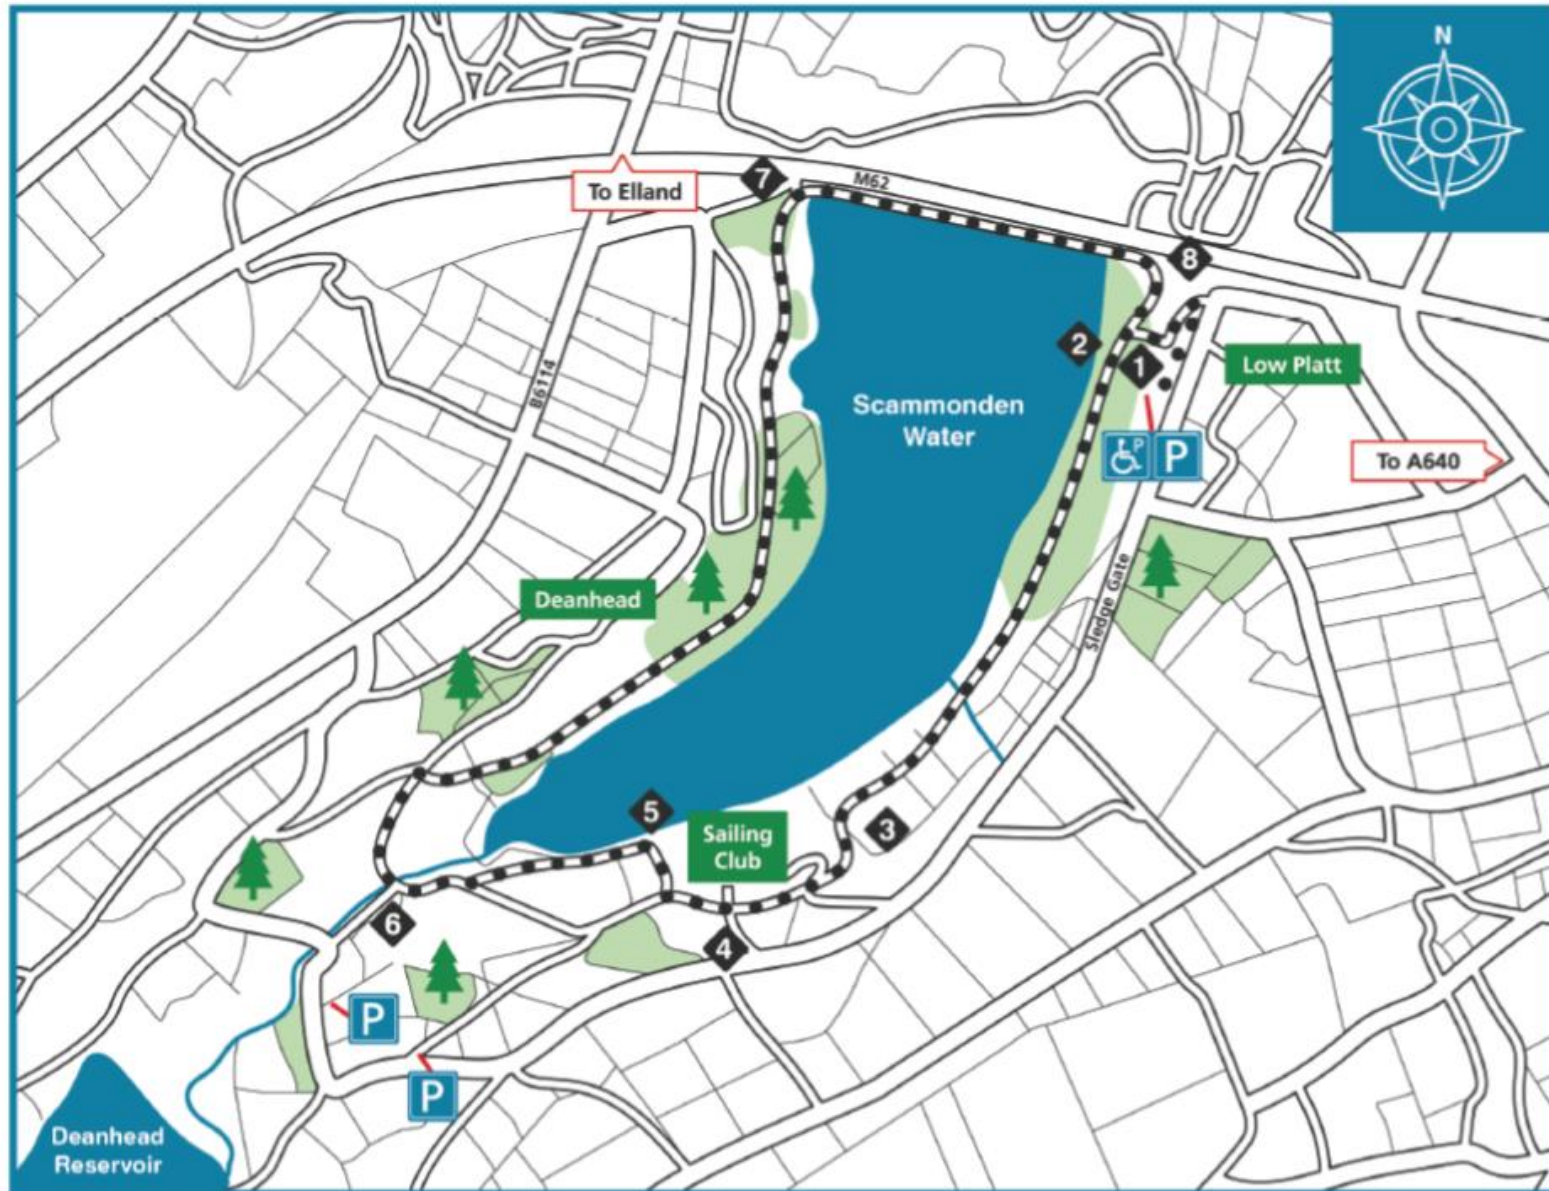 N
To Elland
7
M62
8
2
1
Low Platt
B6114
Scammonden
Water
P
P
To A640
Deanhead
Sledge Gate
5
3
Sailing
Club
6
4
P
P
Deanhead
Reservoir